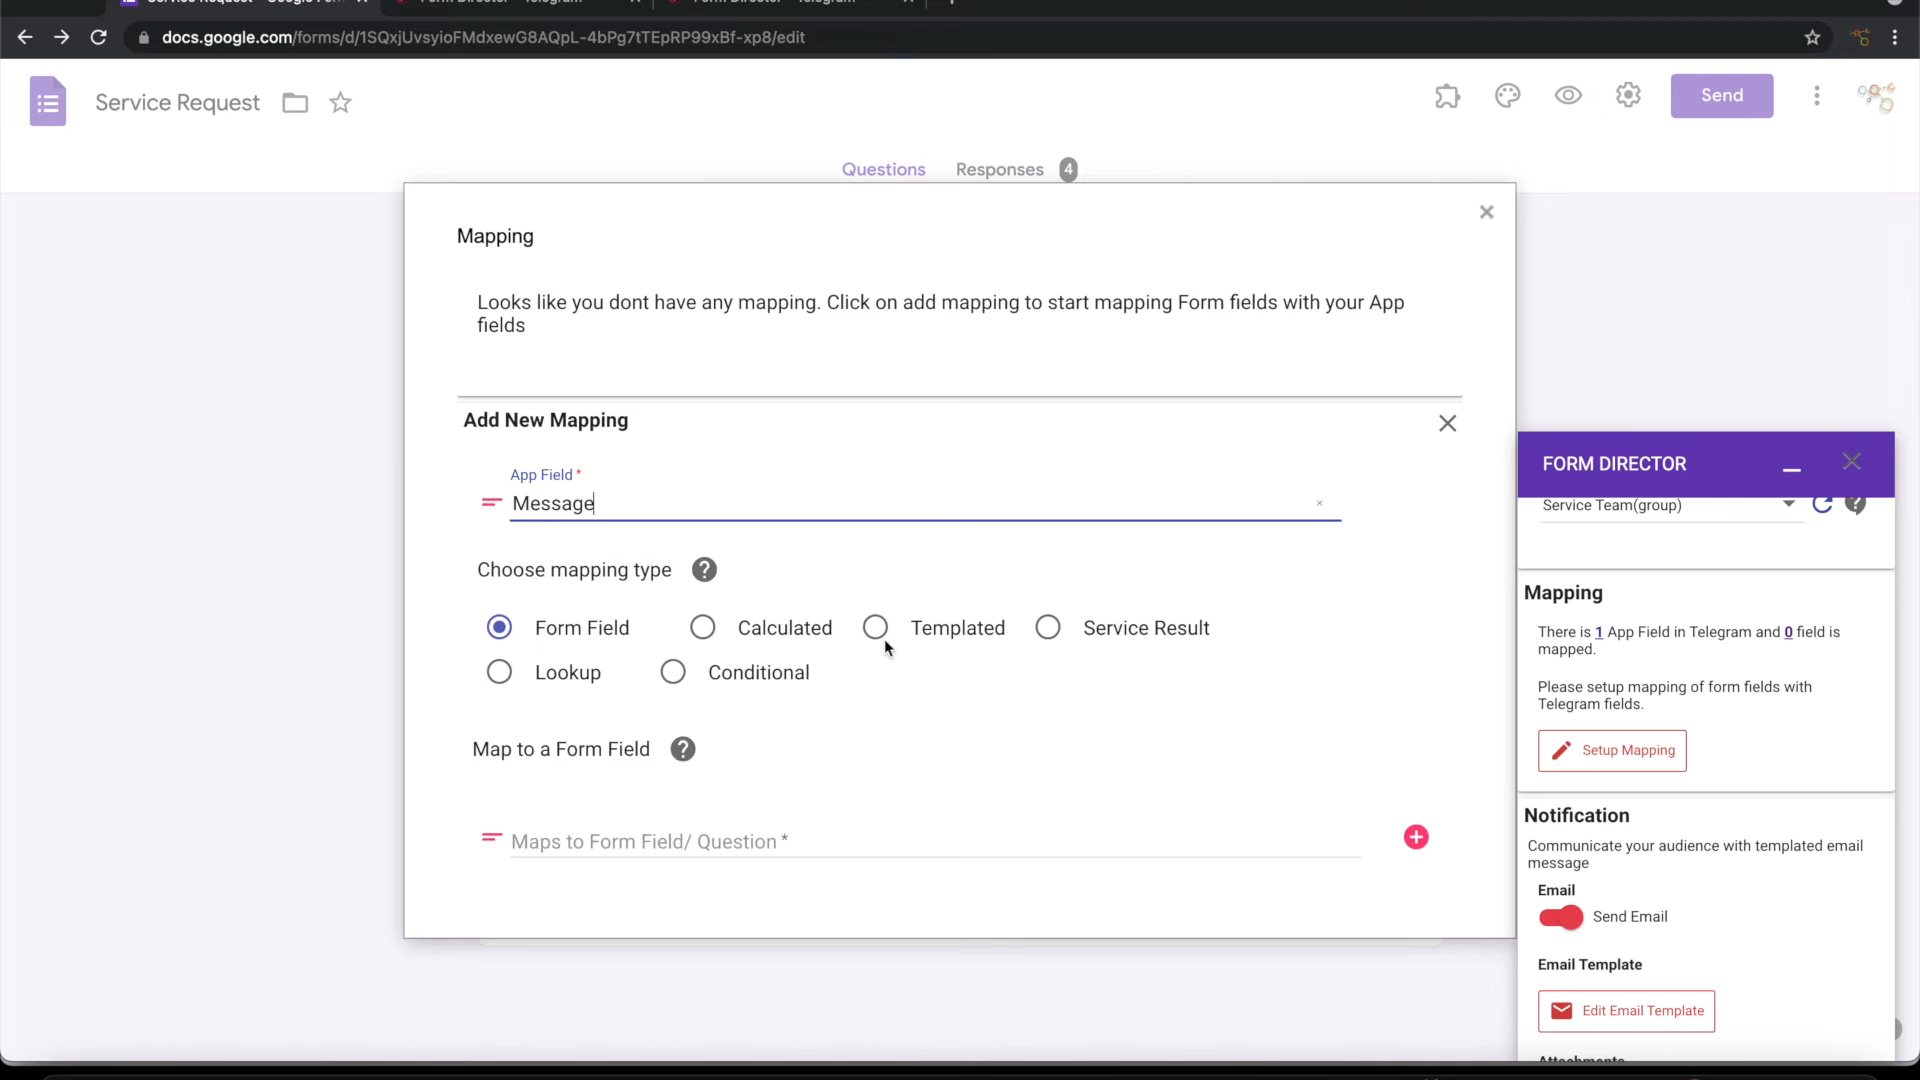 docs.google.com/forms/d/1SQxjUvsyioFMdxewG8AQpL-4bPg7tTEpRP99xBf-xp8/edit
Service Request
Send
Questions
Responses 4
Mapping
Looks like you dont have any mapping. Click on add mapping to start mapping Form fields with your App
fields
Add New Mapping
App Field *
Message
Choose mapping type
Form Field
Calculated
Templated
Service Result
Lookup
Conditional
Map to a Form Field
Maps to Form Field/ Question *
FORM DIRECTOR
Service Team(group)
Mapping
There is 1 App Field in Telegram and 0 field is
mapped.
Please setup mapping of form fields with
Telegram fields.
Setup Mapping
Notification
Communicate your audience with templated email
message
Email
Send Email
Email Template
Edit Email Template